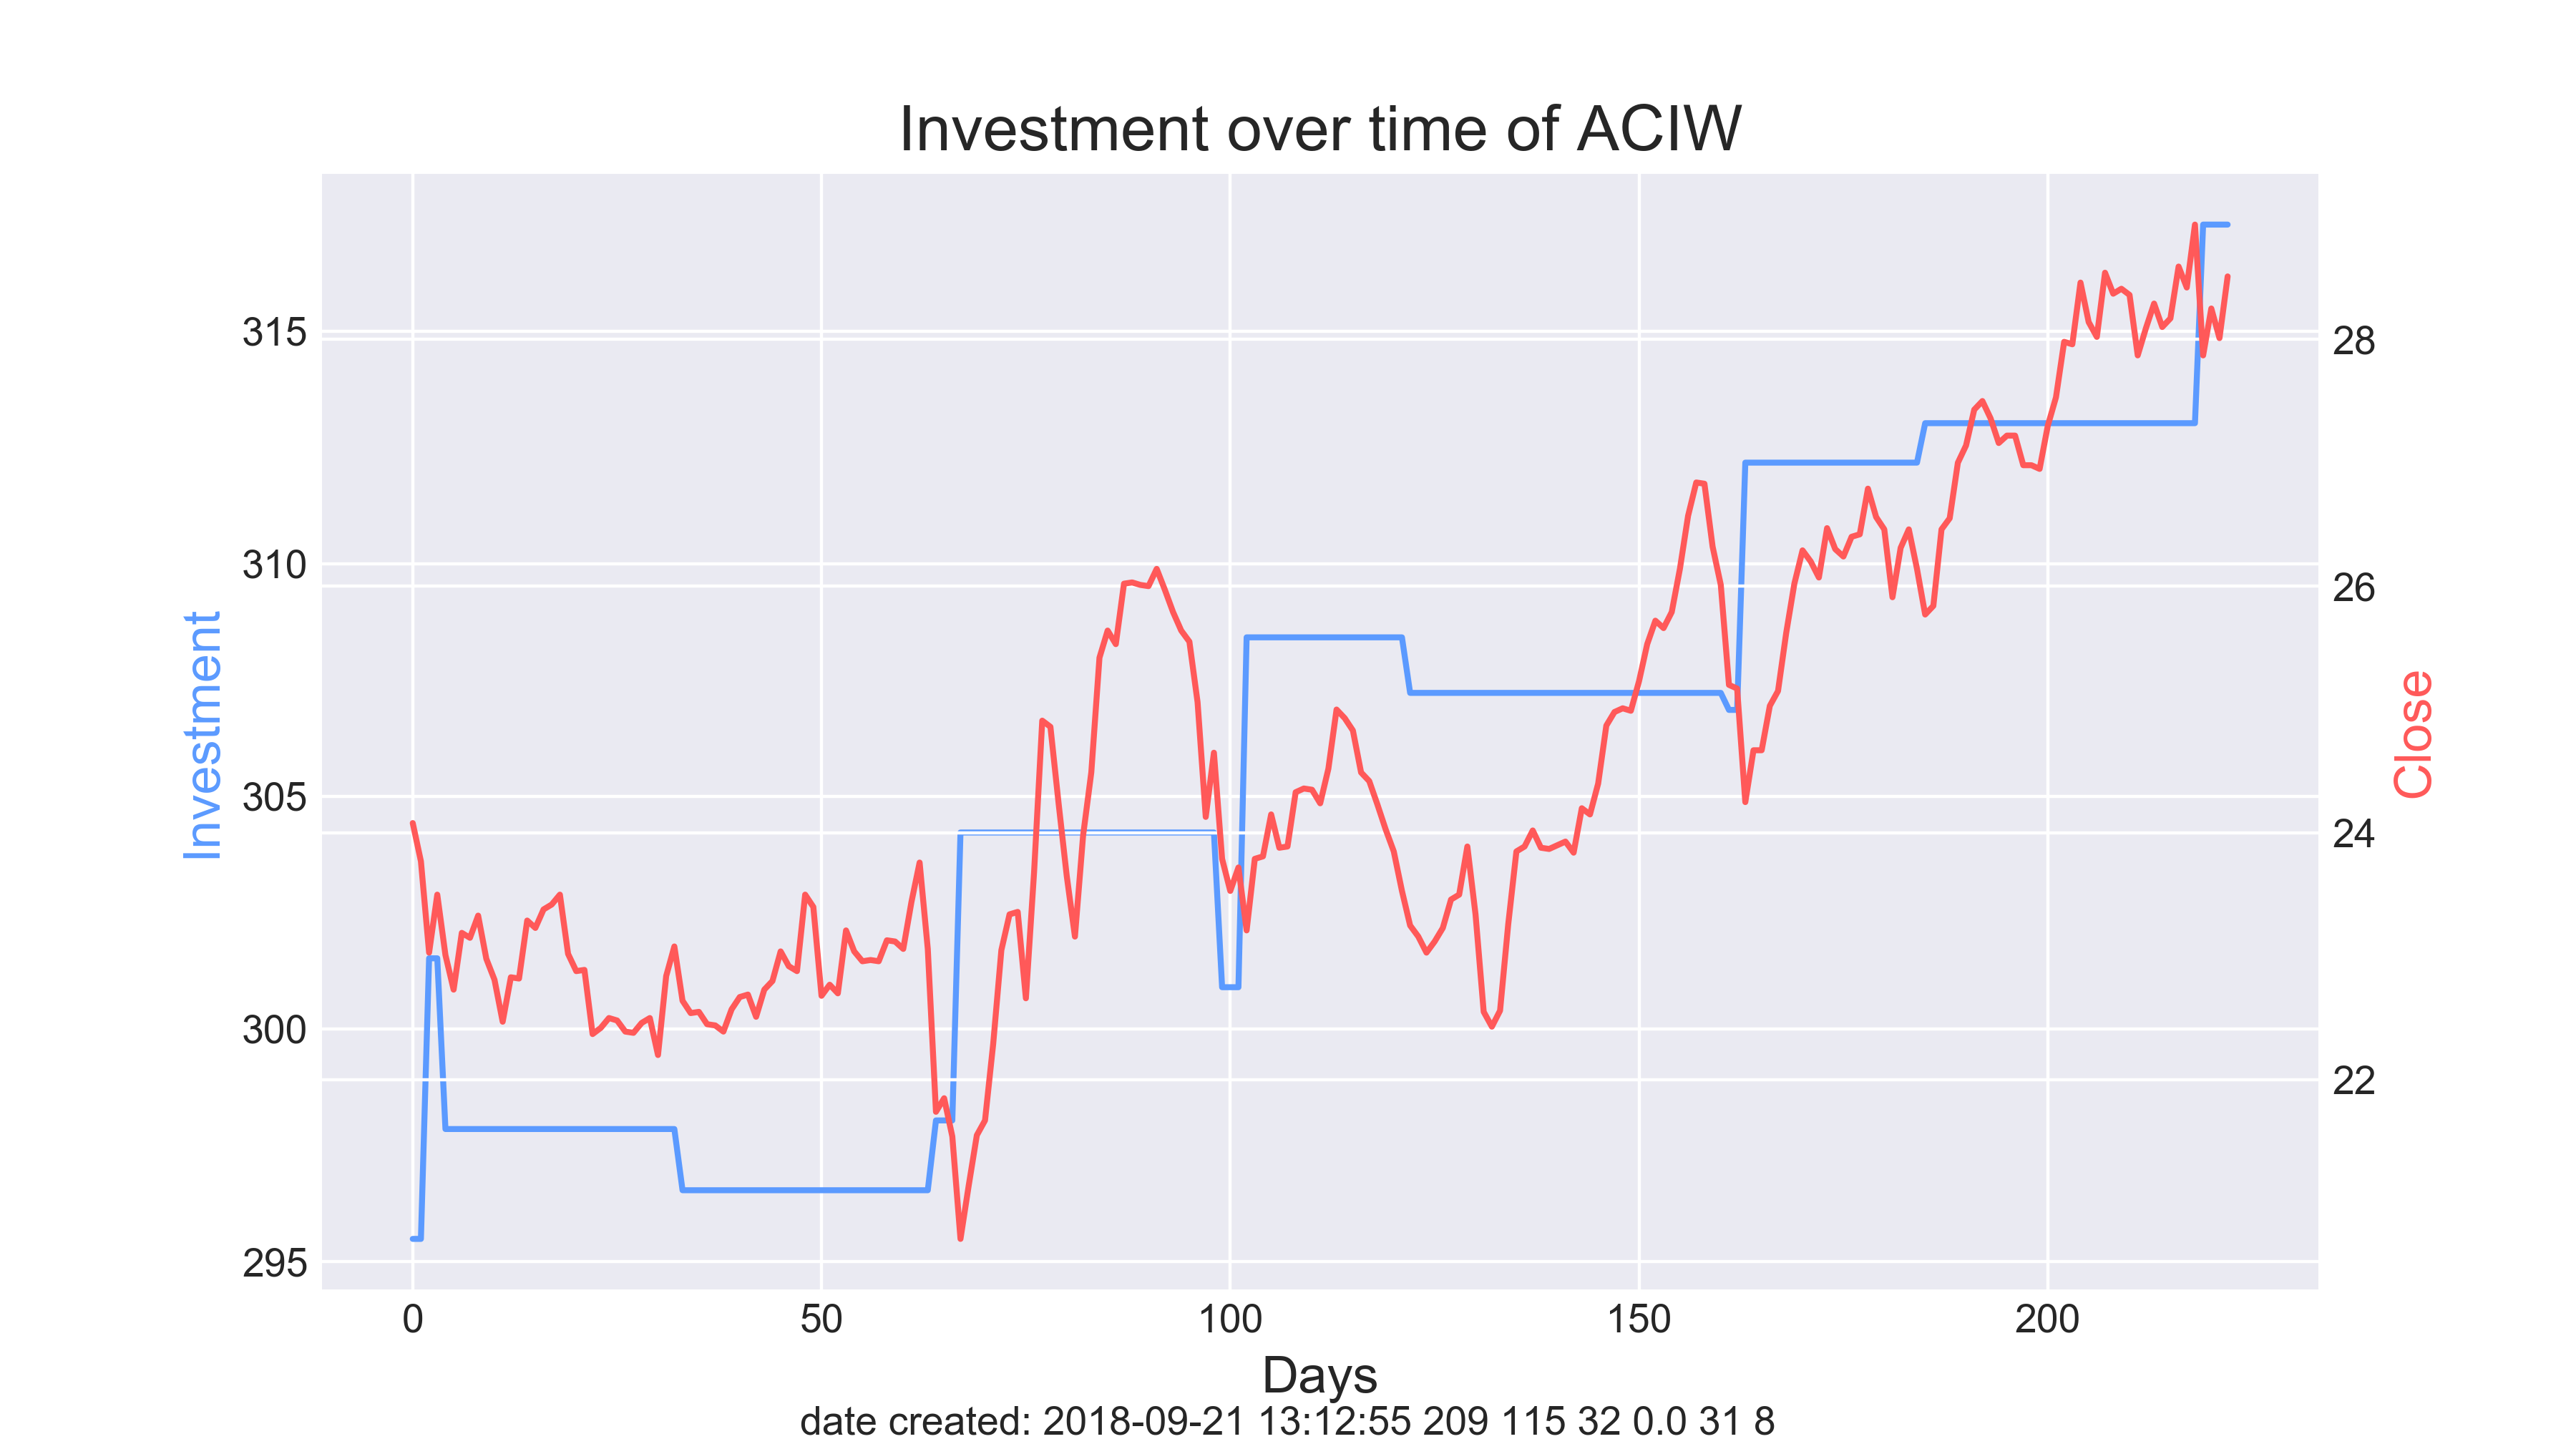 Investment over time of ACIW
Investment
315
310
305
300
295
28
26
24
22
Close
0 50 100 150 200
Days
date created: 2018-09-21 13:12:55 209 115 32 0.0 31 8